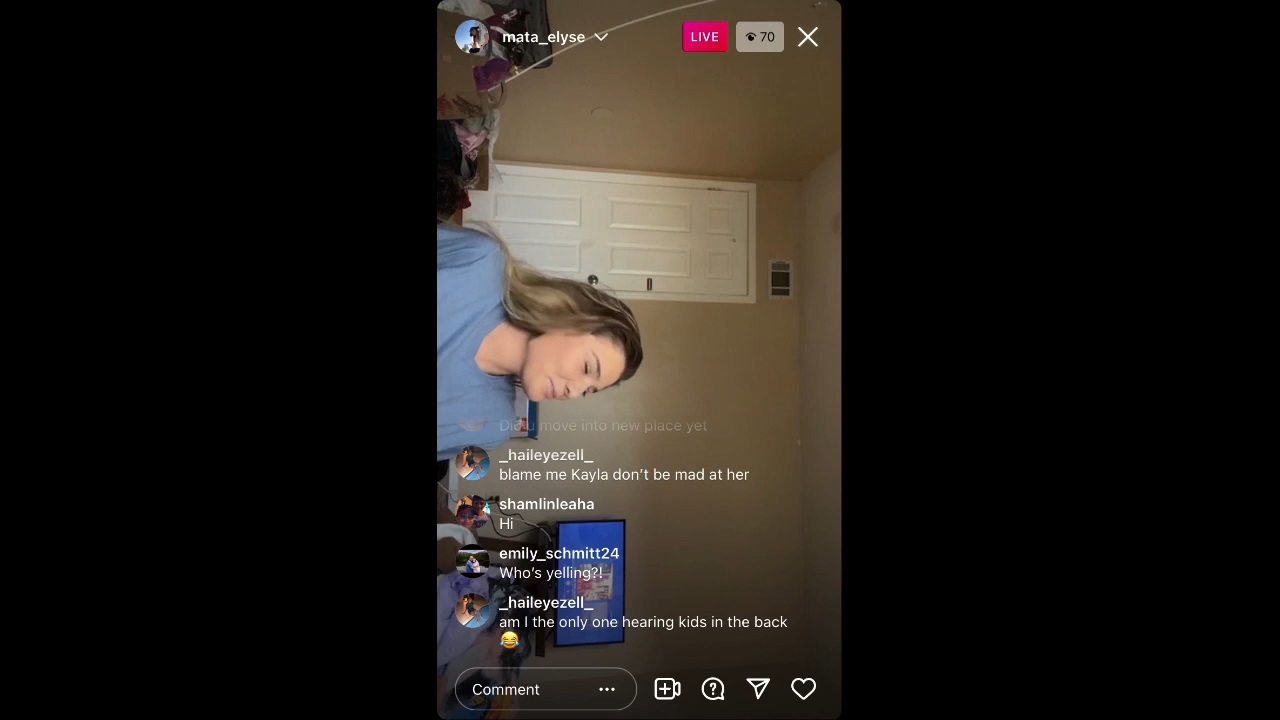 mata_elyse
LIVE
70
Did u move into new place yet
_haileyezell_
blame me Kayla don’t be mad at her
shamlinleaha
Hi
emily_schmitt24
Who’s yelling?!
_haileyezell_
am I the only one hearing kids in the back
😂
Comment